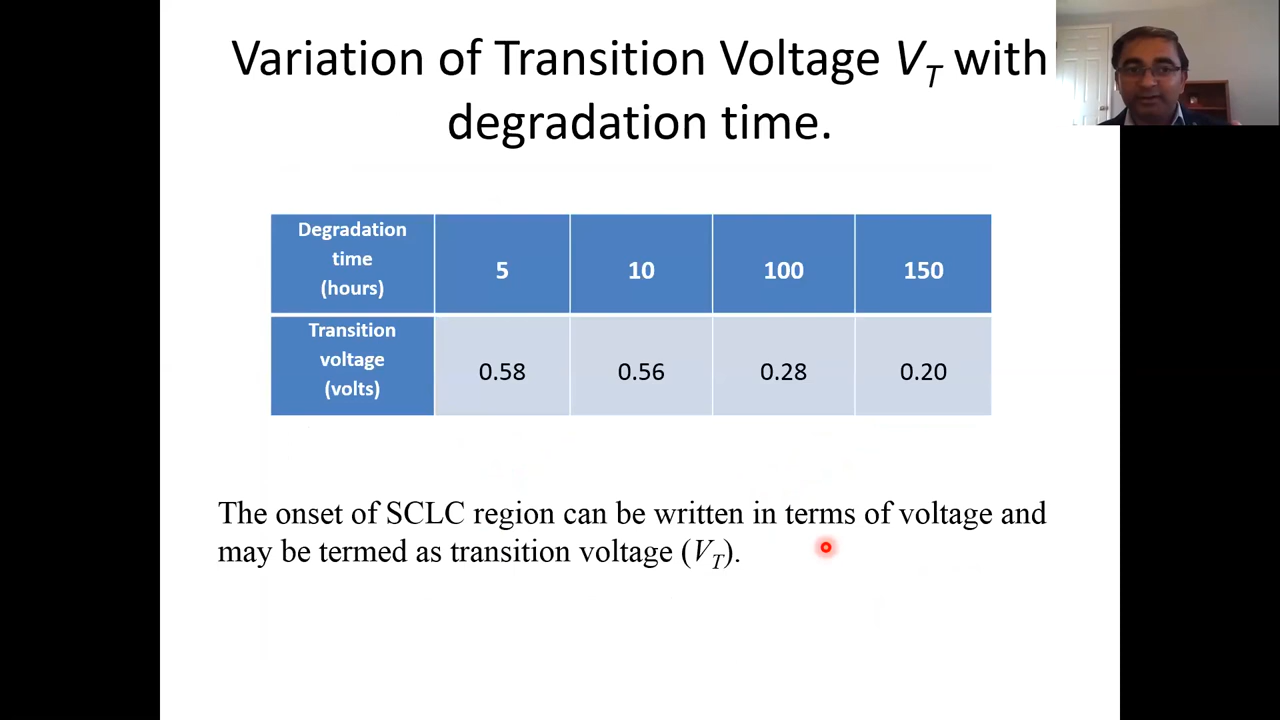 Variation of Transition Voltage V_T with
degradation time.
Degradation
time
(hours)
5
10
100
150
Transition
voltage
(volts)
0.58
0.56
0.28
0.20
The onset of SCLC region can be written in terms of voltage and
may be termed as transition voltage (V_T).